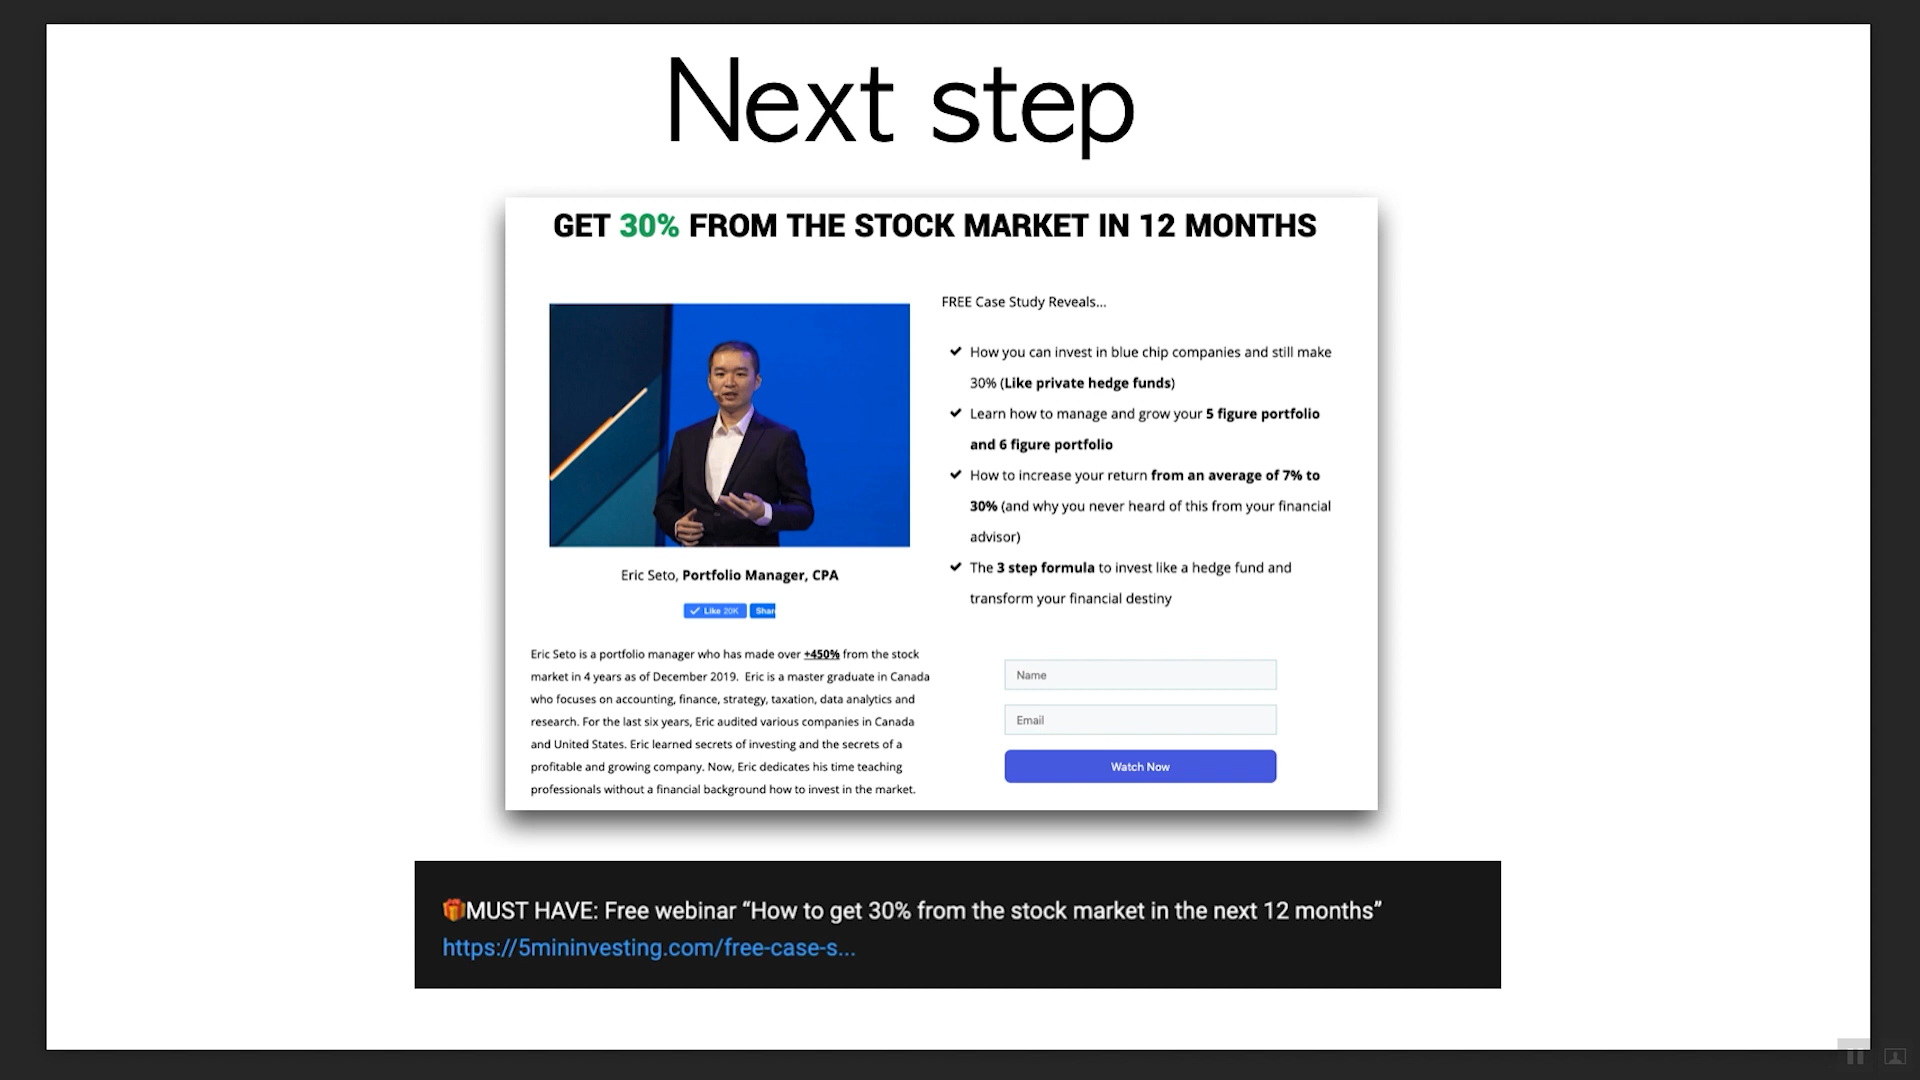 Next step
GET 30% FROM THE STOCK MARKET IN 12 MONTHS
FREE Case Study Reveals...
✔ How you can invest in blue chip companies and still make
30% (Like private hedge funds)
✔ Learn how to manage and grow your 5 figure portfolio
and 6 figure portfolio
✔ How to increase your return from an average of 7% to
30% (and why you never heard of this from your financial
advisor)
✔ The 3 step formula to invest like a hedge fund and
transform your financial destiny
Eric Seto, Portfolio Manager, CPA
Like 20K Shar
Eric Seto is a portfolio manager who has made over +450% from the stock
market in 4 years as of December 2019. Eric is a master graduate in Canada
who focuses on accounting, finance, strategy, taxation, data analytics and
research. For the last six years, Eric audited various companies in Canada
and United States. Eric learned secrets of investing and the secrets of a
profitable and growing company. Now, Eric dedicates his time teaching
professionals without a financial background how to invest in the market.
Name
Email
Watch Now
🎁MUST HAVE: Free webinar “How to get 30% from the stock market in the next 12 months”
https://5mininvesting.com/free-case-s...